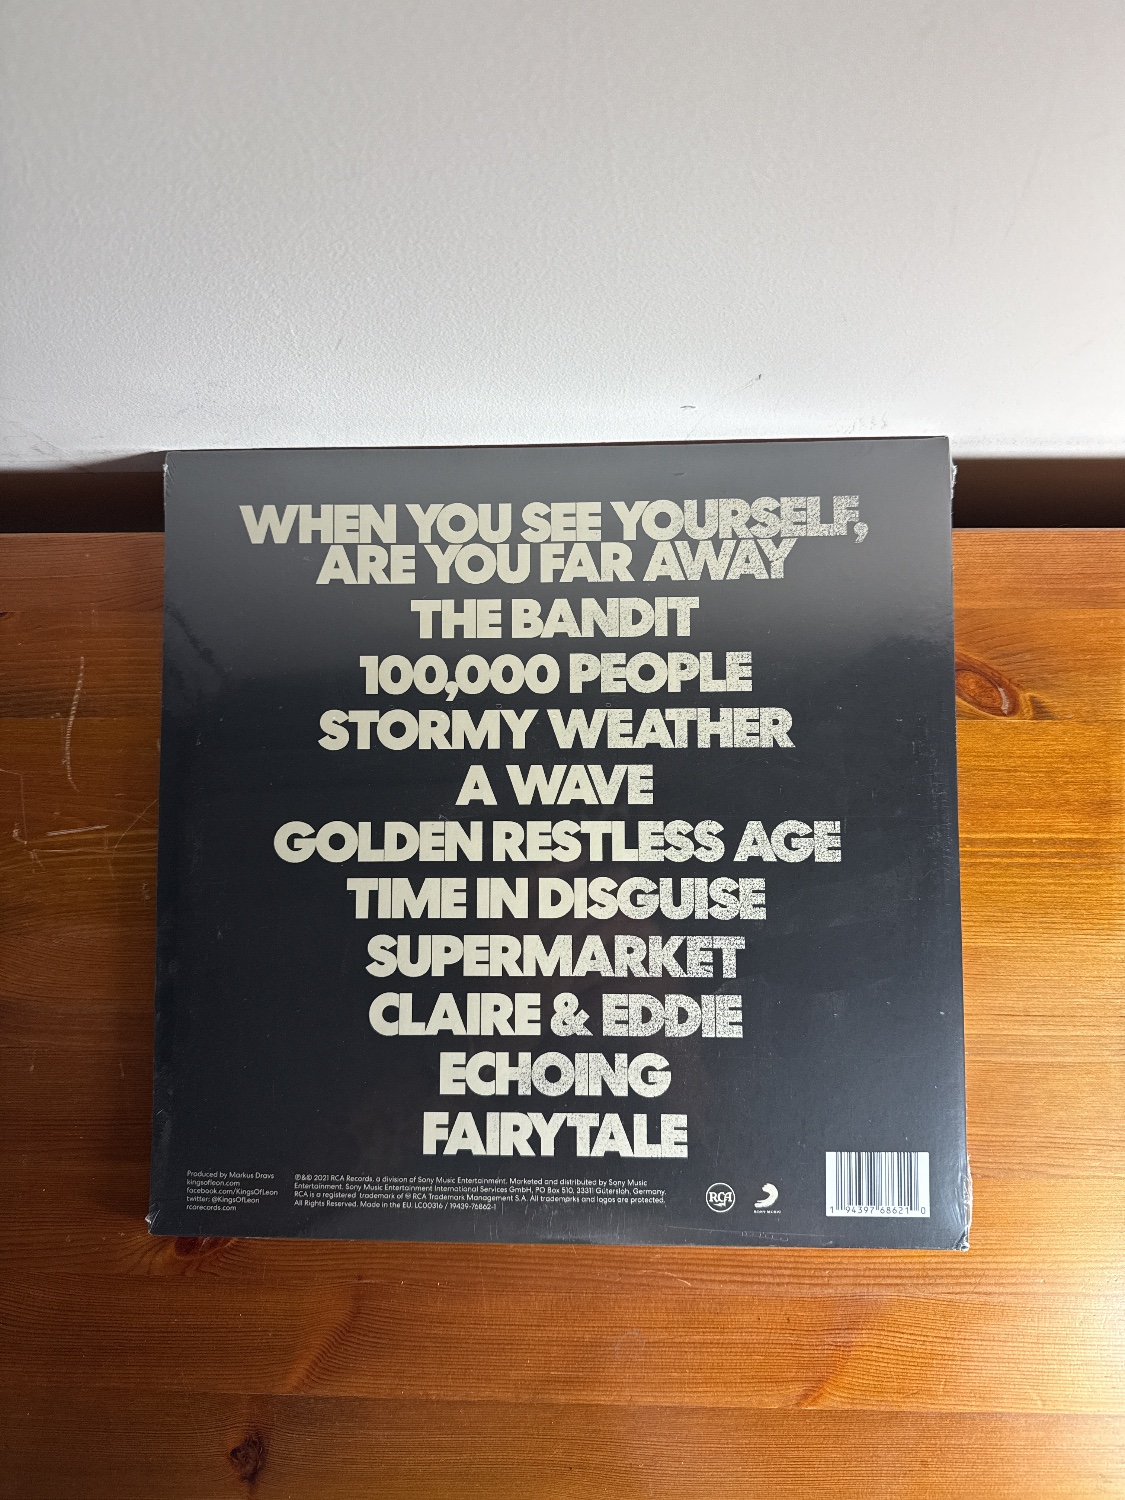 WHEN YOU SEE YOURSELF,
ARE YOU FAR AWAY
THE BANDIT
100,000 PEOPLE
STORMY WEATHER
A WAVE
GOLDEN RESTLESS AGE
TIME IN DISGUISE
SUPERMARKET
CLAIRE & EDDIE
ECHOING
FAIRYTALE
Produced by Markus Dravs
kingsofleon.com
facebook.com/KingsOfLeon
twitter: @KingsOfLeon
rcarecords.com
℗&© 2021 RCA Records, a division of Sony Music Entertainment. Marketed and distributed by Sony Music
Entertainment. Sony Music Entertainment International Services GmbH, PO Box 510, 33311 Gütersloh, Germany.
RCA is a registered trademark of ® RCA Trademark Management S.A. All trademarks and logos are protected.
All Rights Reserved. Made in the EU. LC00316 / 19439-76862-1
RCA
SONY MUSIC
1 94397 68621 0